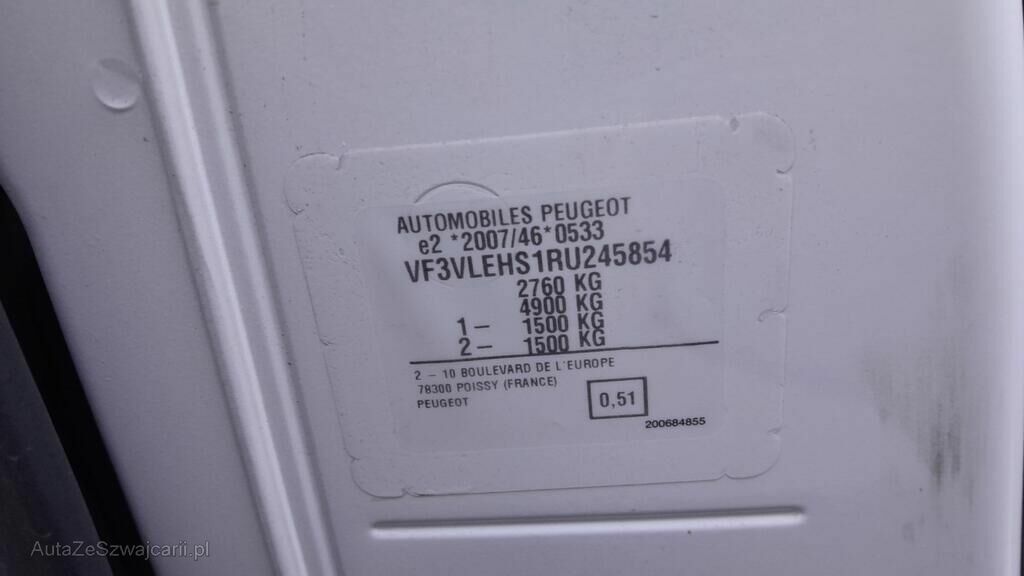 AUTOMOBILES PEUGEOT
e2 *2007/46*0533
VF3VLEHS1RU245854
2760 KG
4900 KG
1- 1500 KG
2- 1500 KG
2 - 10 BOULEVARD DE L'EUROPE
78300 POISSY (FRANCE)
PEUGEOT
0,51
200684855
AutaZeSzwajcarii.pl